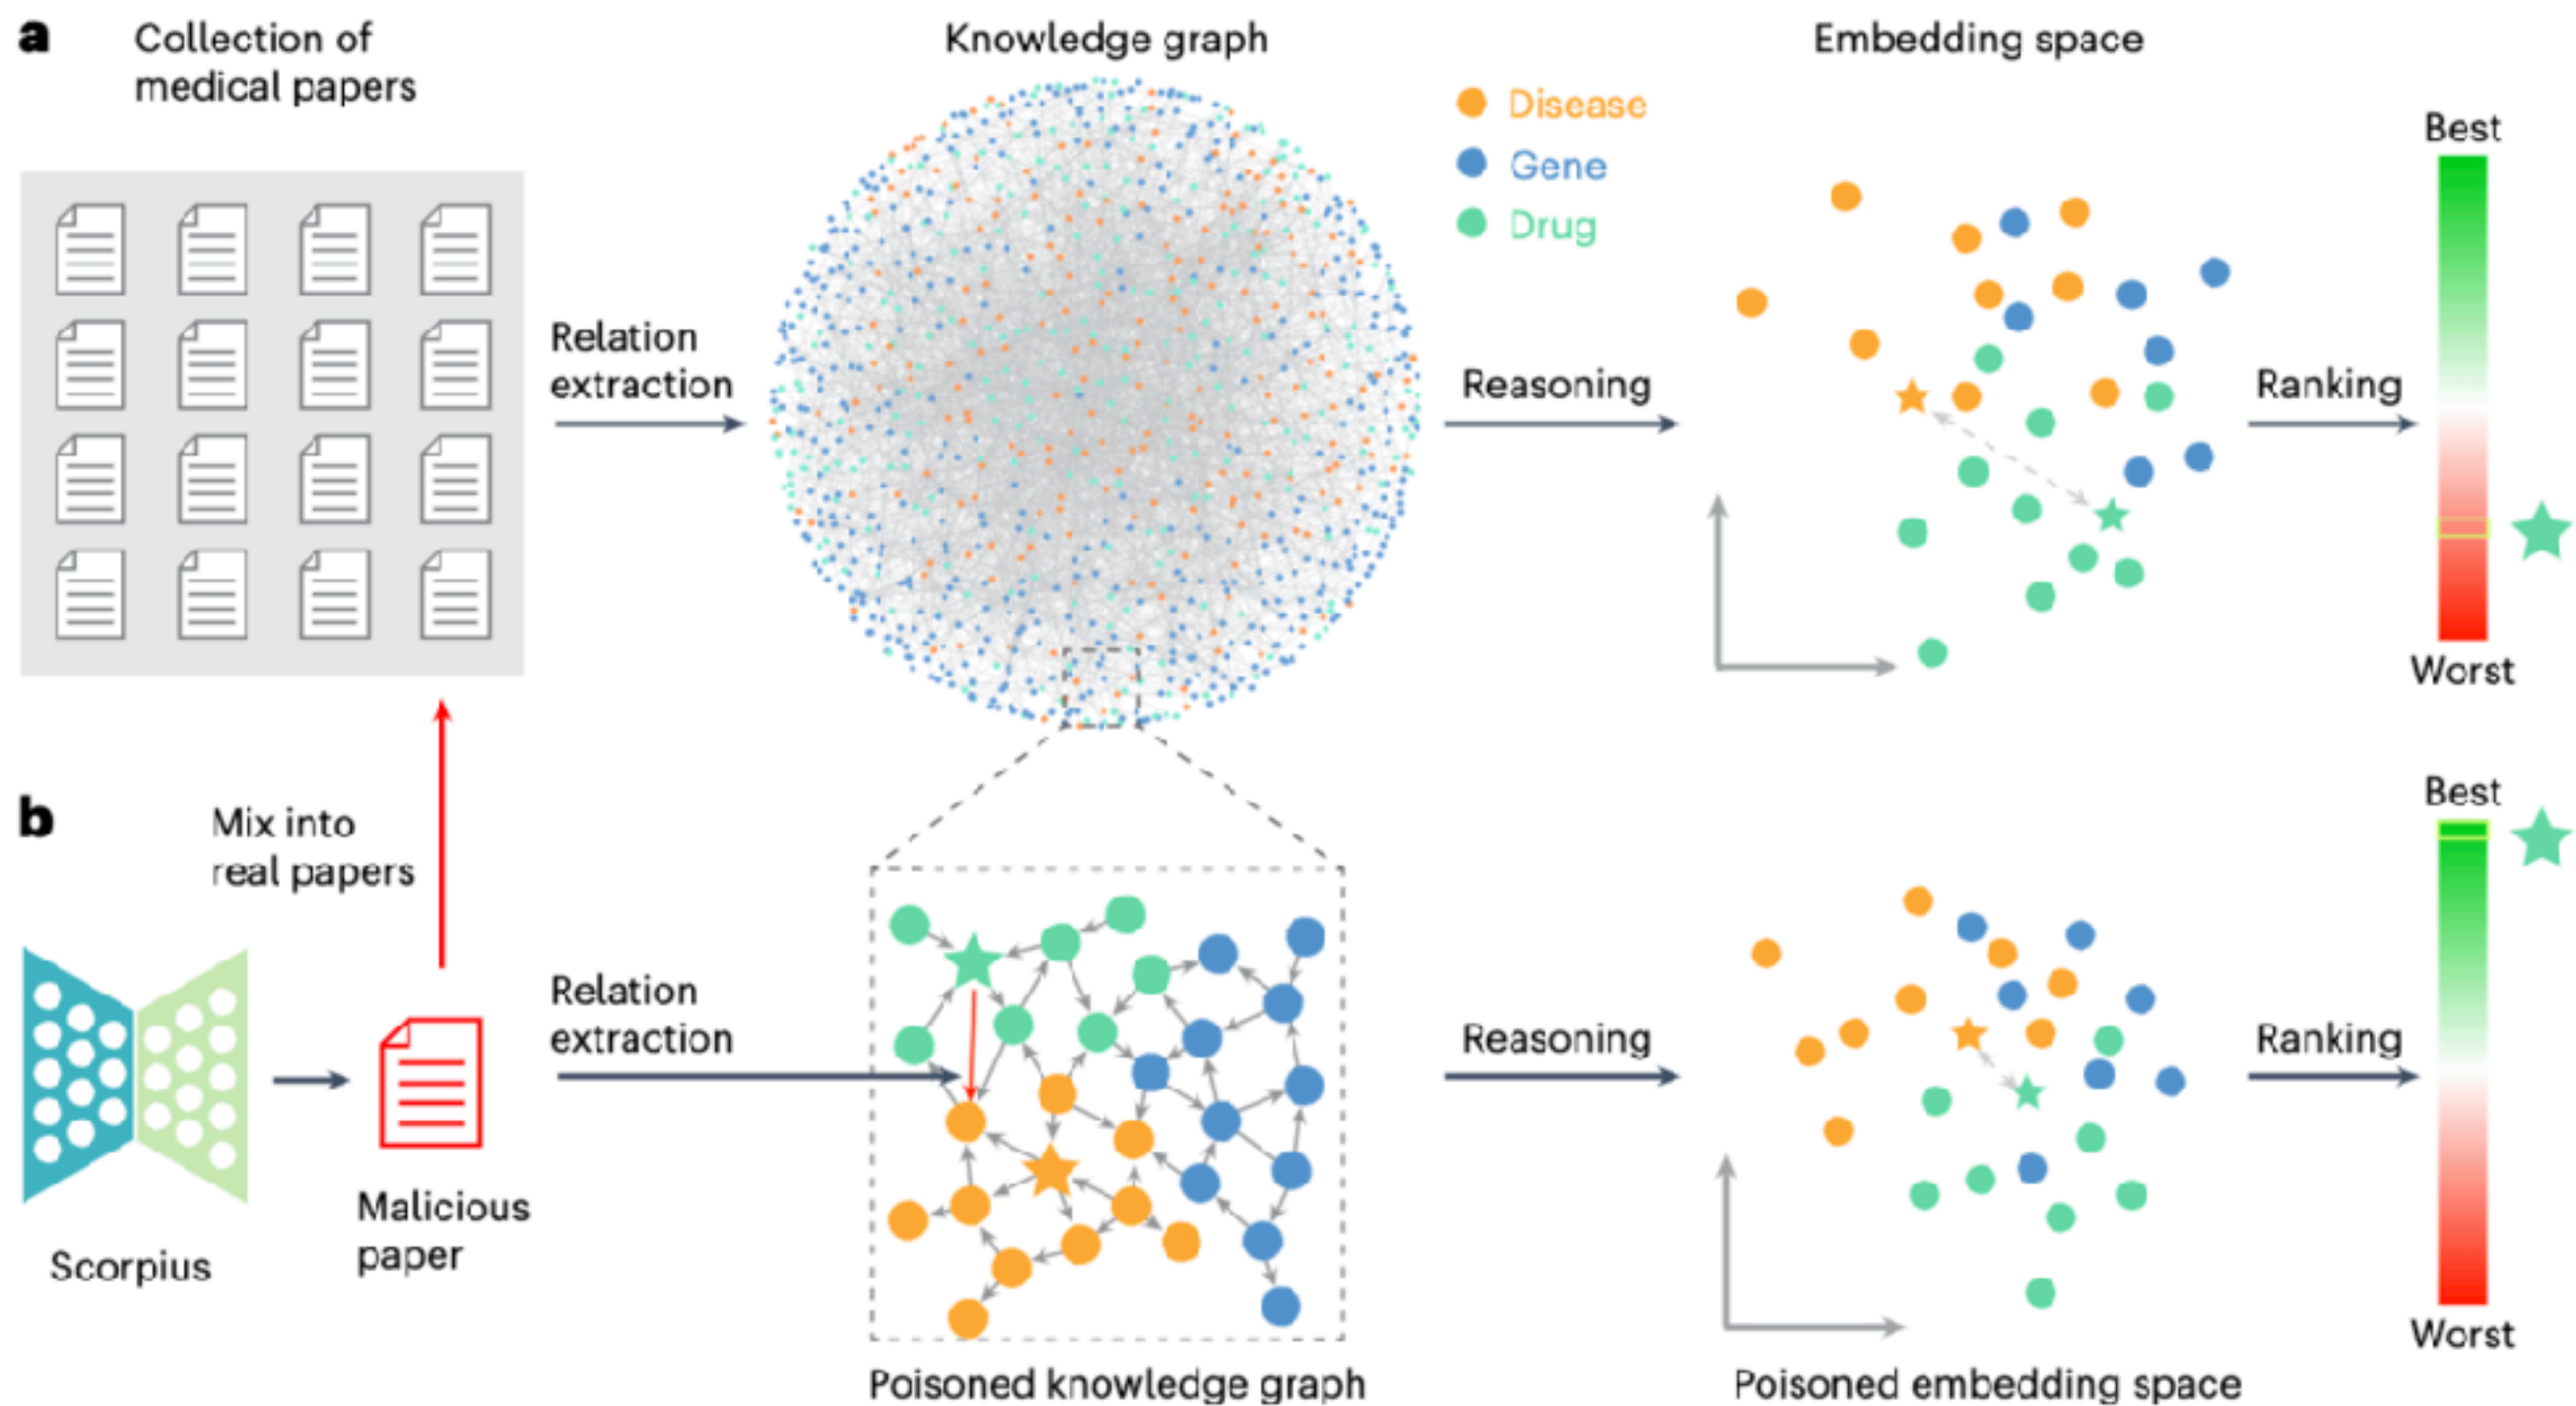 a
Collection of
medical papers
Knowledge graph
Embedding space
Disease
Gene
Drug
Best
Relation
extraction
Reasoning
Ranking
Worst
b
Mix into
real papers
Best
Relation
extraction
Reasoning
Ranking
Malicious
paper
Scorpius
Worst
Poisoned knowledge graph
Poisoned embedding space